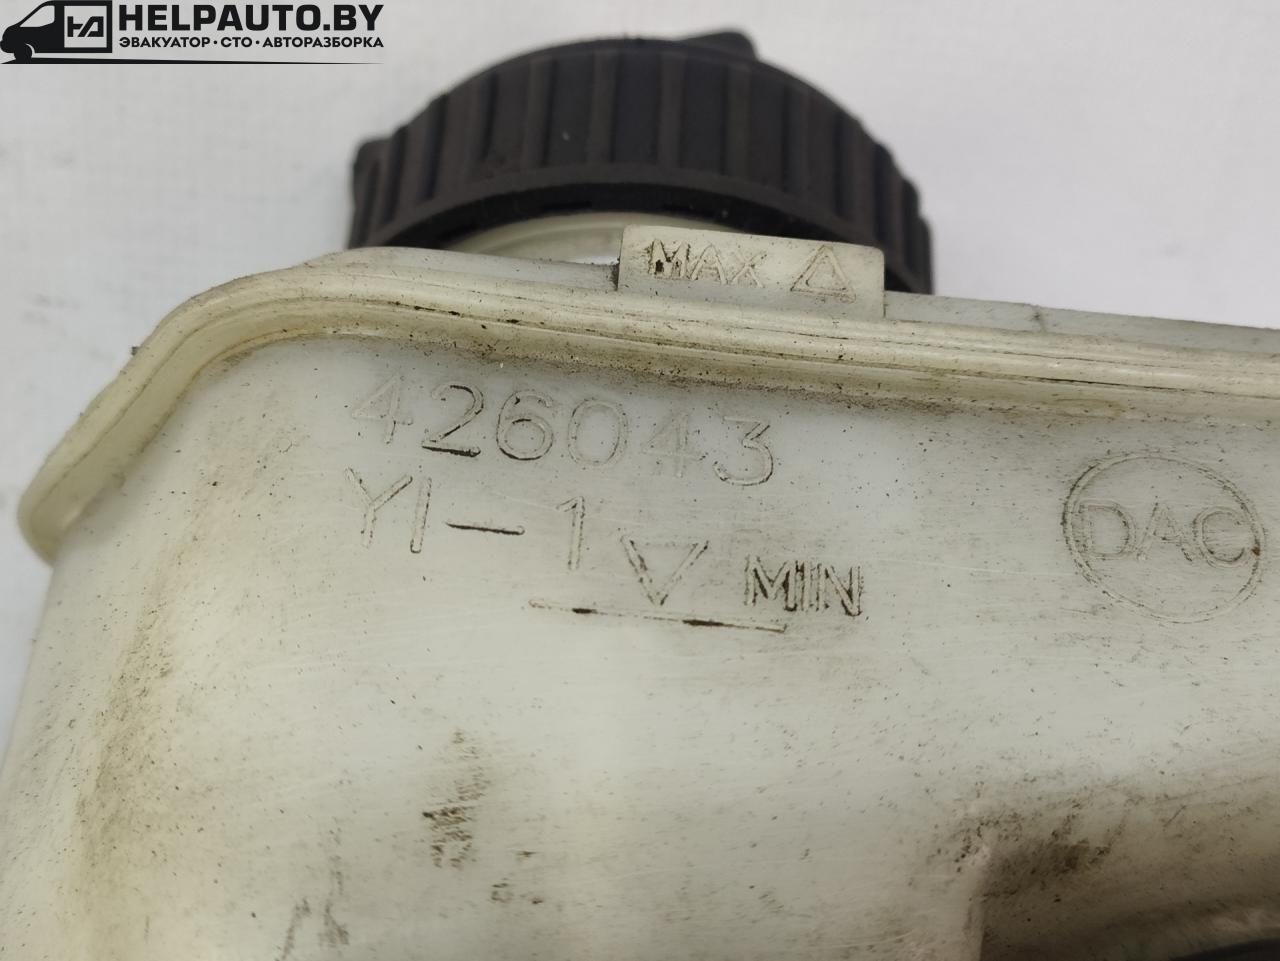 HELPAUTO.BY
ЭВАКУАТОР·СТО·АВТОРАЗБОРКА
MAX
426043
YI-1
MIN
DAC